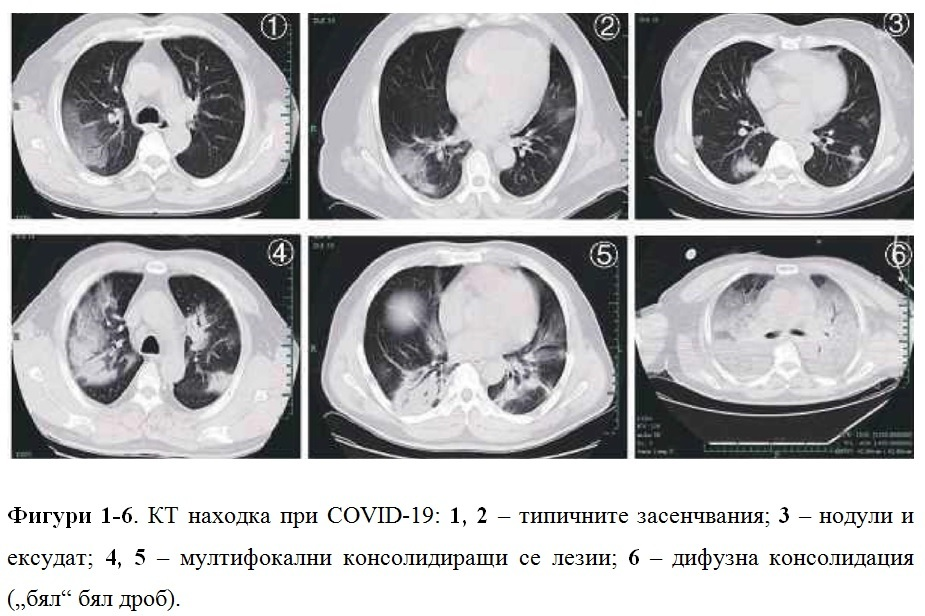 ①
②
③
④
⑤
⑥
Фигури 1-6. КТ находка при COVID-19: 1, 2 – типичните засенчвания; 3 – нодули и
ексудат; 4, 5 – мултифокални консолидиращи се лезии; 6 – дифузна консолидация
(„бял“ бял дроб).